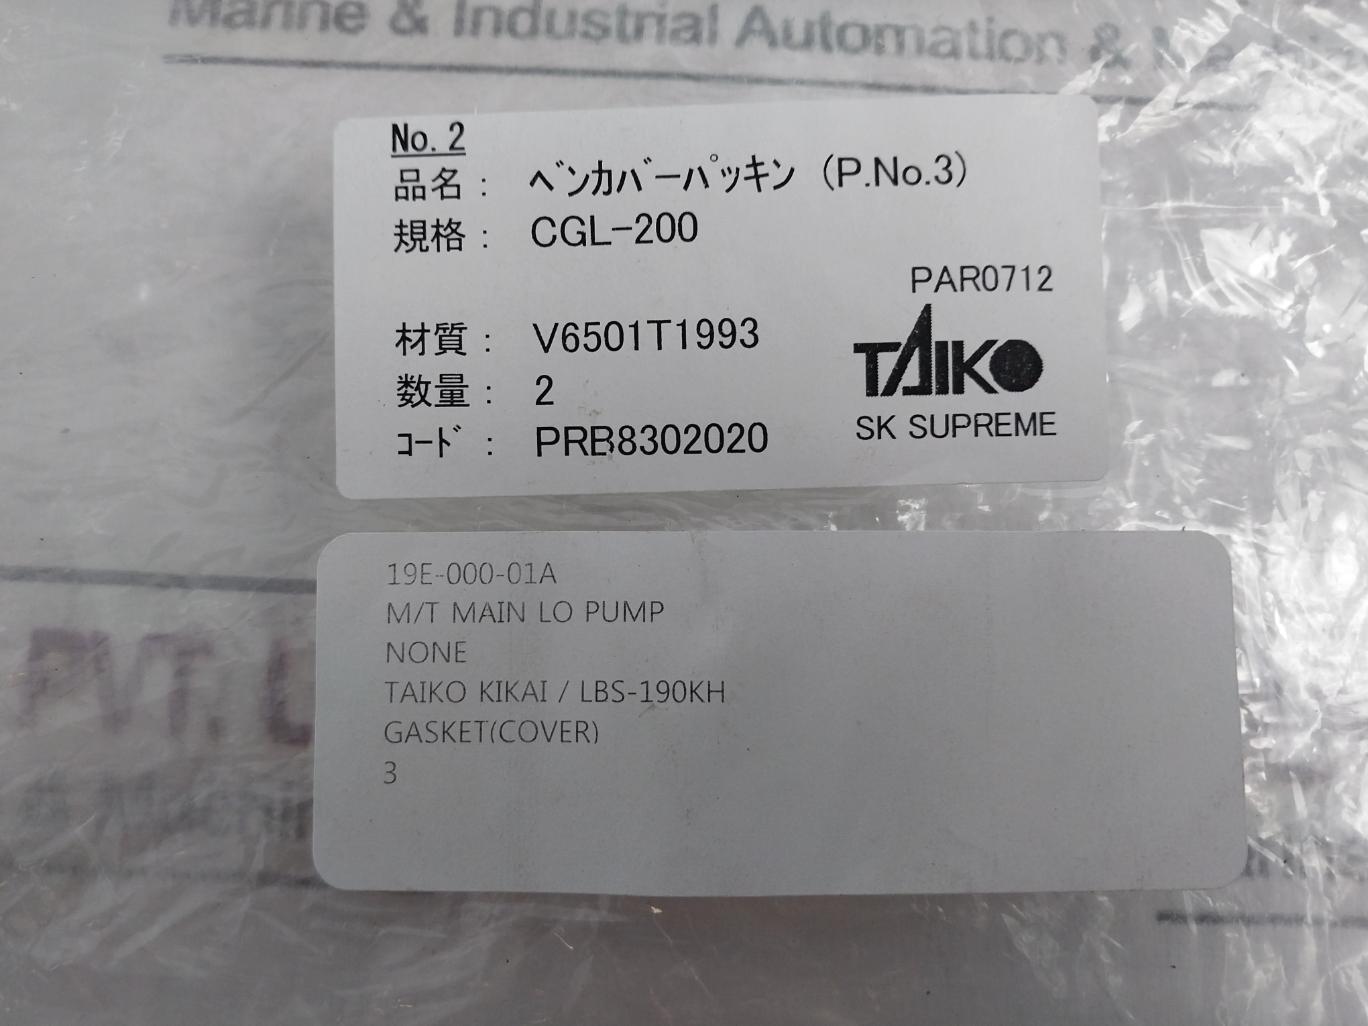 Marine & Industrial Automation &
No. 2
品名： ﾍﾞﾝｶﾊﾞｰﾊﾟｯｷﾝ (P.No.3)
規格： CGL-200
PAR0712
材質： V6501T1993
TAIKO
数量： 2
SK SUPREME
ｺｰﾄﾞ： PRB8302020
19E-000-01A
M/T MAIN LO PUMP
NONE
TAIKO KIKAI / LBS-190KH
GASKET(COVER)
3
PVT.